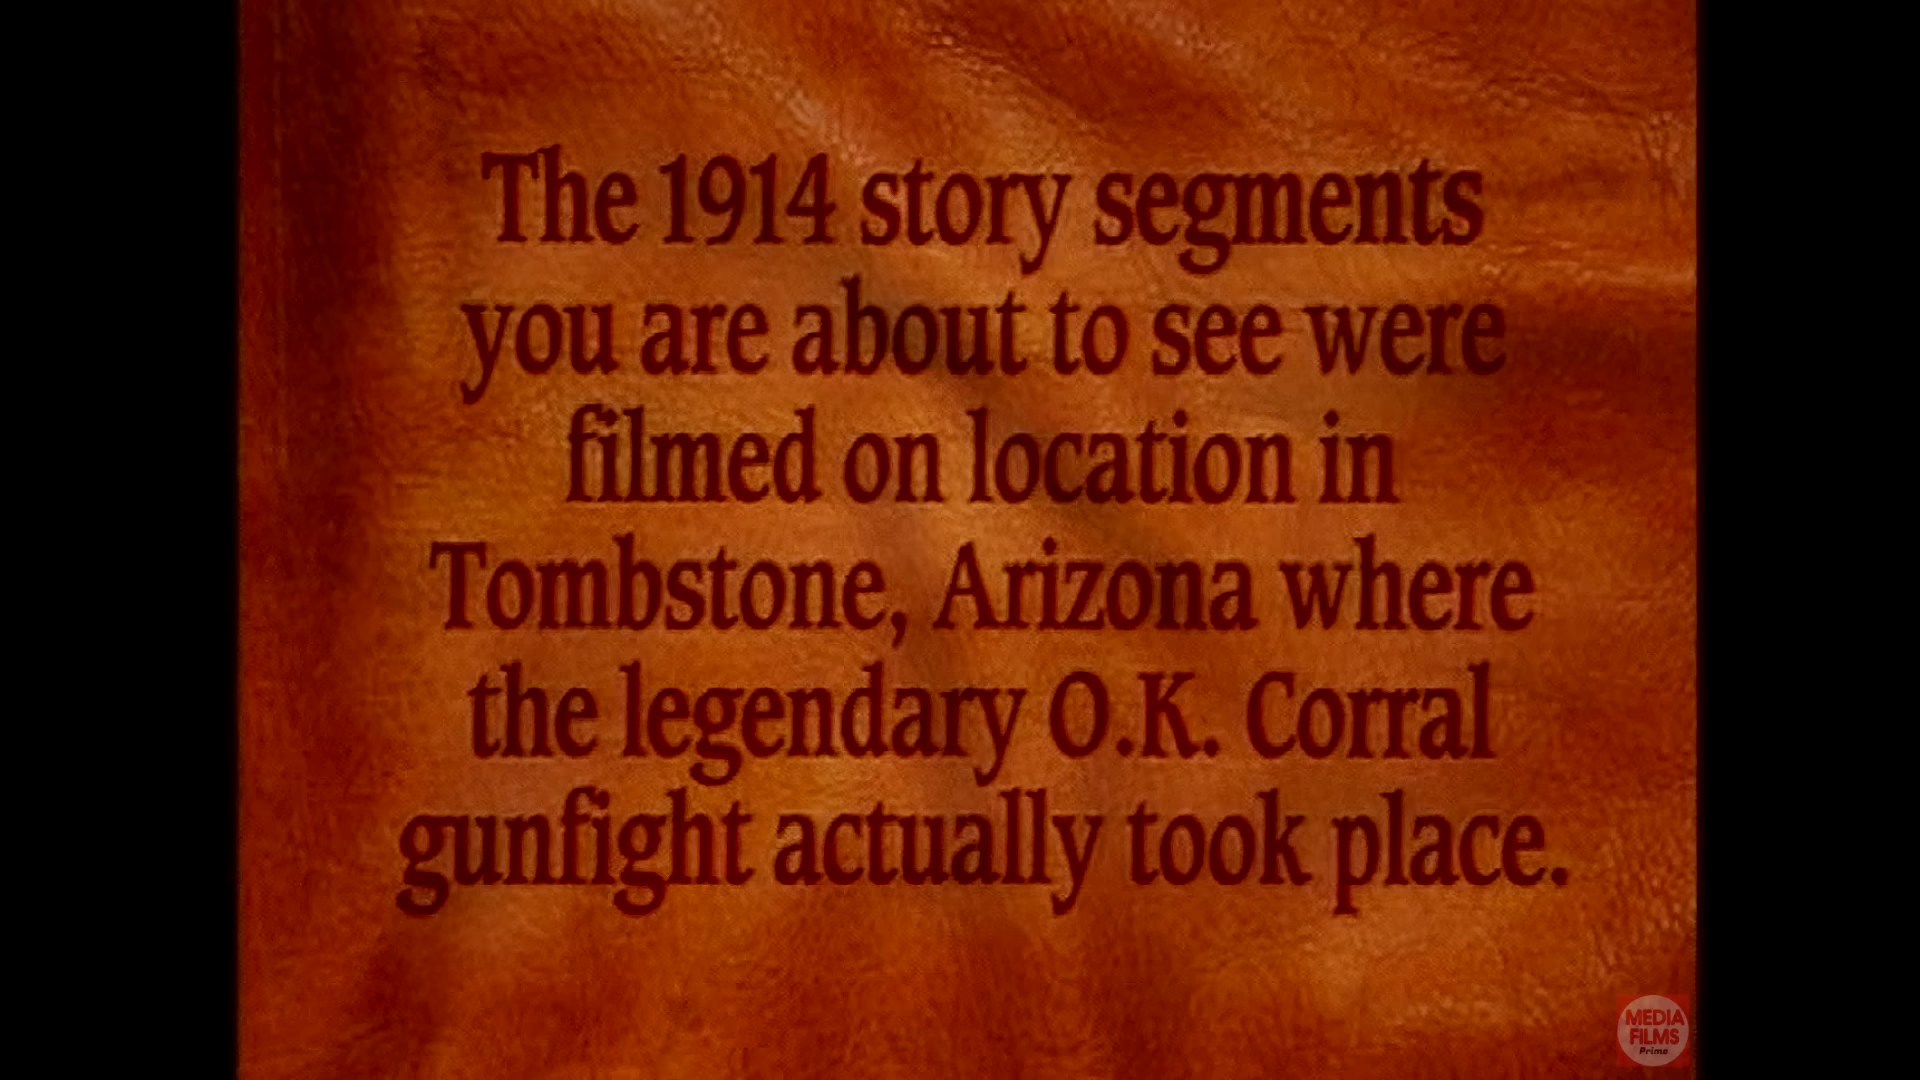 The 1914 story segments
you are about to see were
filmed on location in
Tombstone, Arizona where
the legendary O.K. Corral
gunfight actually took place.
MEDIA
FILMS
Prime